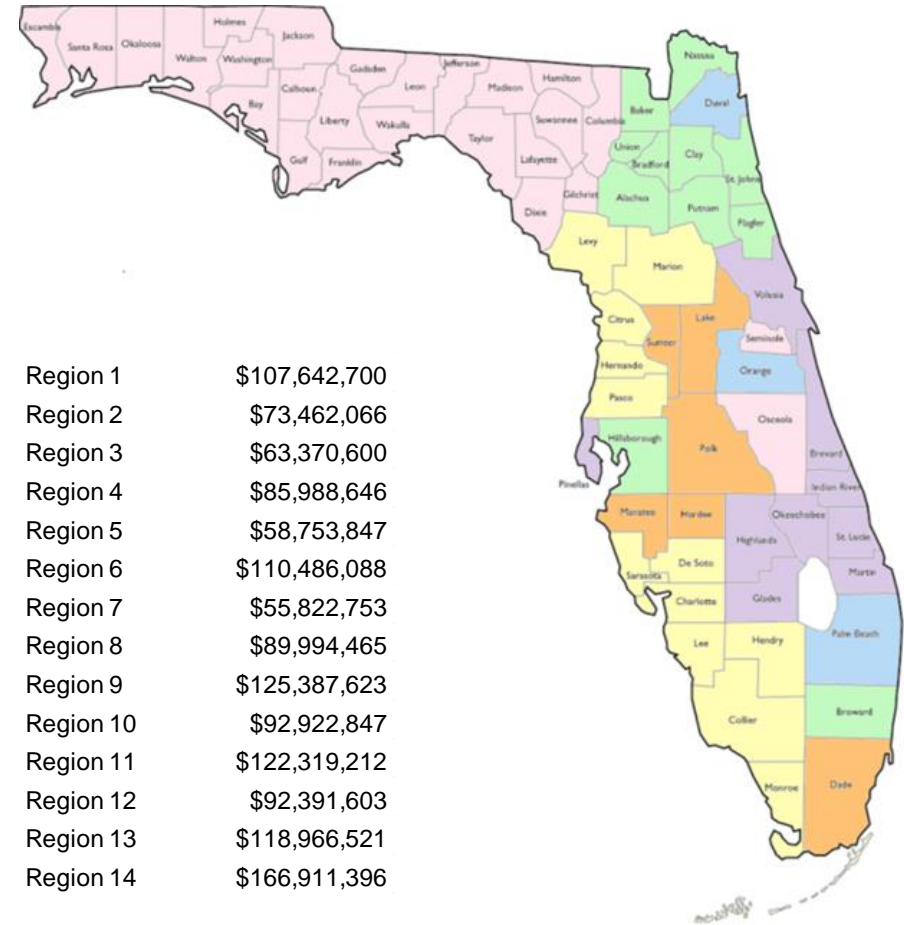 Escambia
Santa Rosa
Okaloosa
Walton
Holmes
Washington
Jackson
Bay
Calhoun
Gulf
Liberty
Franklin
Gadsden
Leon
Wakulla
Jefferson
Madison
Taylor
Hamilton
Suwannee
Lafayette
Dixie
Columbia
Gilchrist
Nassau
Baker
Duval
Union
Bradford
Clay
St. Johns
Alachua
Putnam
Flagler
Levy
Marion
Volusia
Citrus
Sumter
Lake
Seminole
Hernando
Orange
Pasco
Osceola
Hillsborough
Polk
Brevard
Pinellas
Indian River
Manatee
Hardee
Okeechobee
Highlands
St. Lucie
Sarasota
De Soto
Martin
Charlotte
Glades
Lee
Hendry
Palm Beach
Collier
Broward
Monroe
Dade
Region 1 $107,642,700
Region 2 $73,462,066
Region 3 $63,370,600
Region 4 $85,988,646
Region 5 $58,753,847
Region 6 $110,486,088
Region 7 $55,822,753
Region 8 $89,994,465
Region 9 $125,387,623
Region 10 $92,922,847
Region 11 $122,319,212
Region 12 $92,391,603
Region 13 $118,966,521
Region 14 $166,911,396